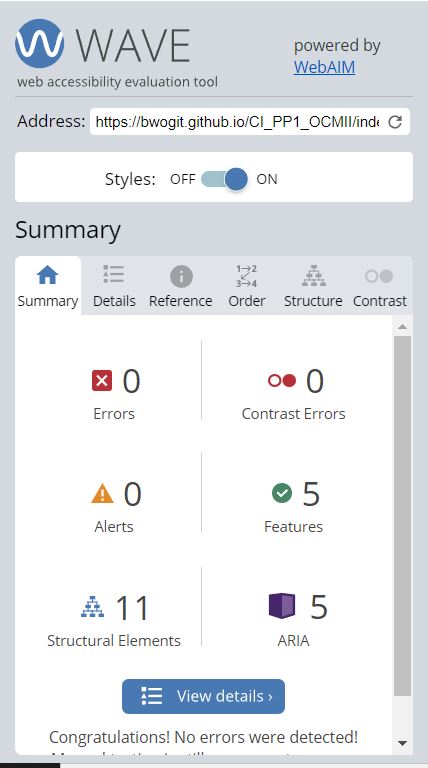 WAVE
web accessibility evaluation tool
powered by
WebAIM
Address: https://bwogit.github.io/CI_PP1_OCMII/inde
Styles: OFF ON
Summary
Summary Details Reference Order Structure Contrast
0 0
Errors Contrast Errors
0 5
Alerts Features
11 5
Structural Elements ARIA
View details ›
Congratulations! No errors were detected!